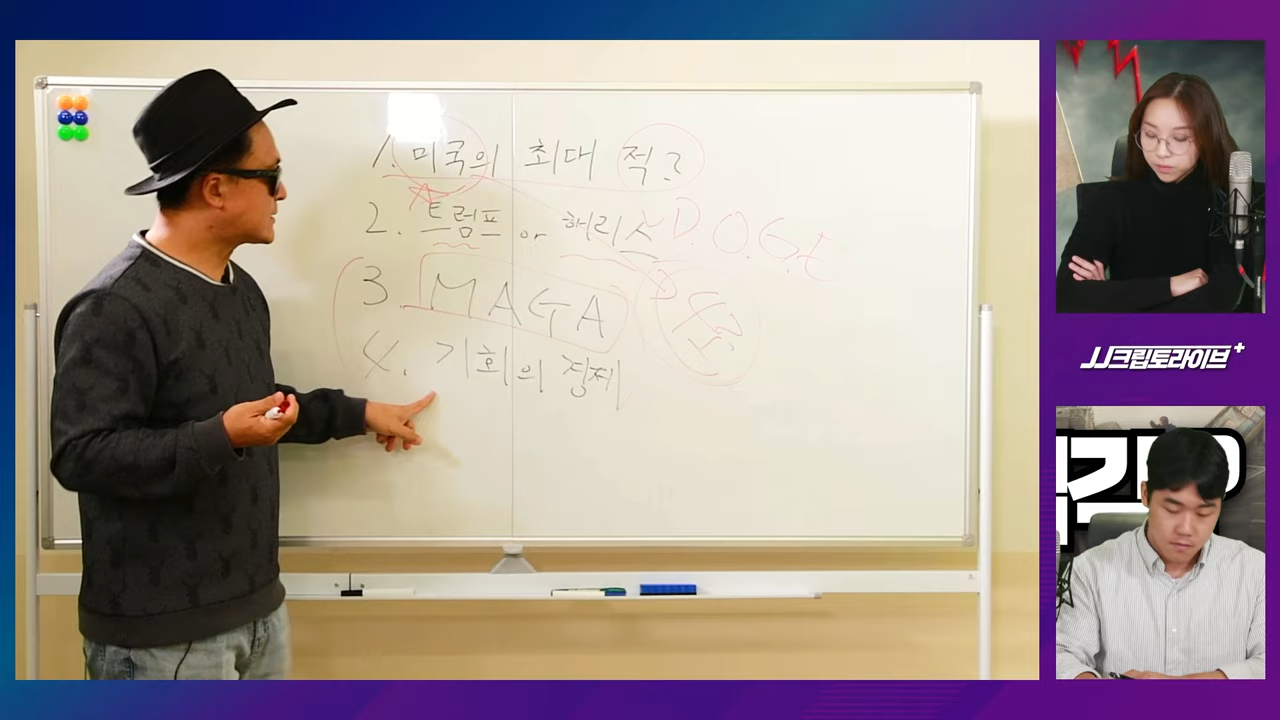 1. 미국의 최대 적?
2. 트럼프 or 해리스 D.O.G.E
3. MAGA
4. 기회의 정체
JJ크립토라이브+